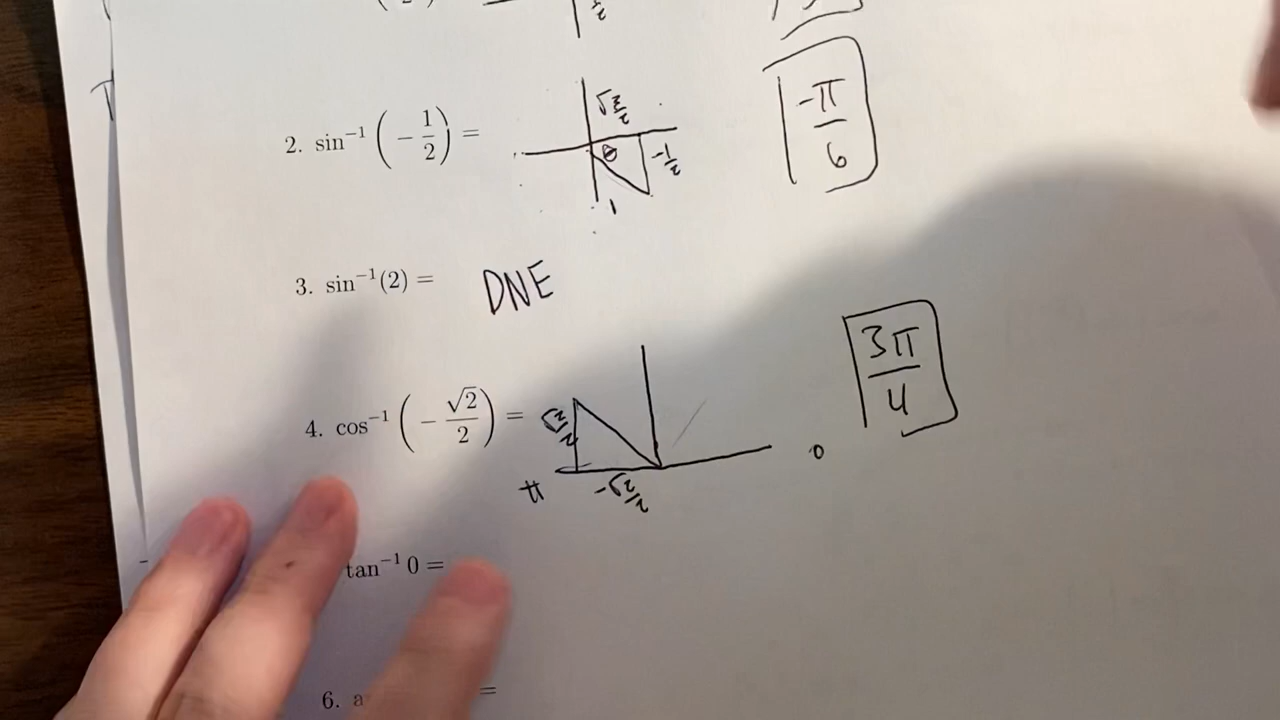 2. sin⁻¹(−1/2) =
√3/2
θ
-1/2
1
-π/6
3. sin⁻¹(2) = DNE
4. cos⁻¹(−√2/2) =
√2/2
-√2/2
π
0
3π/4
tan⁻¹ 0 =
6. a =